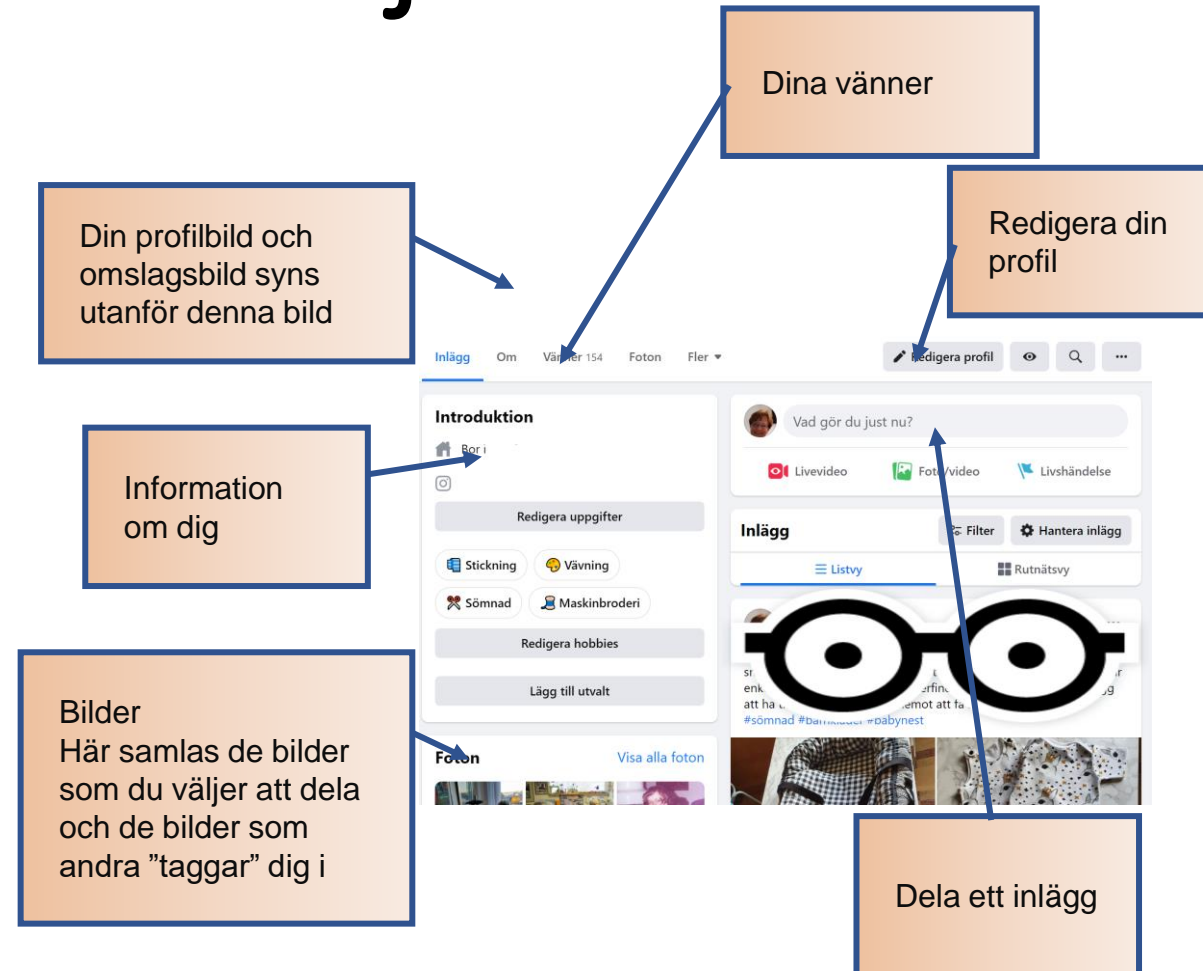 Dina vänner
Din profilbild och
omslagsbild syns
utanför denna bild
Redigera din
profil
Inlägg Om Vänner 154 Foton Fler
Redigera profil
Introduktion
Bor i
Redigera uppgifter
Stickning Vävning
Sömnad Maskinbroderi
Redigera hobbies
Lägg till utvalt
Foton Visa alla foton
Vad gör du just nu?
Livevideo Foto/video Livshändelse
Inlägg Filter Hantera inlägg
Listvy Rutnätsvy
att ha
#sömnad #barnkläder #babynest
Information
om dig
Bilder
Här samlas de bilder
som du väljer att dela
och de bilder som
andra ”taggar” dig i
Dela ett inlägg